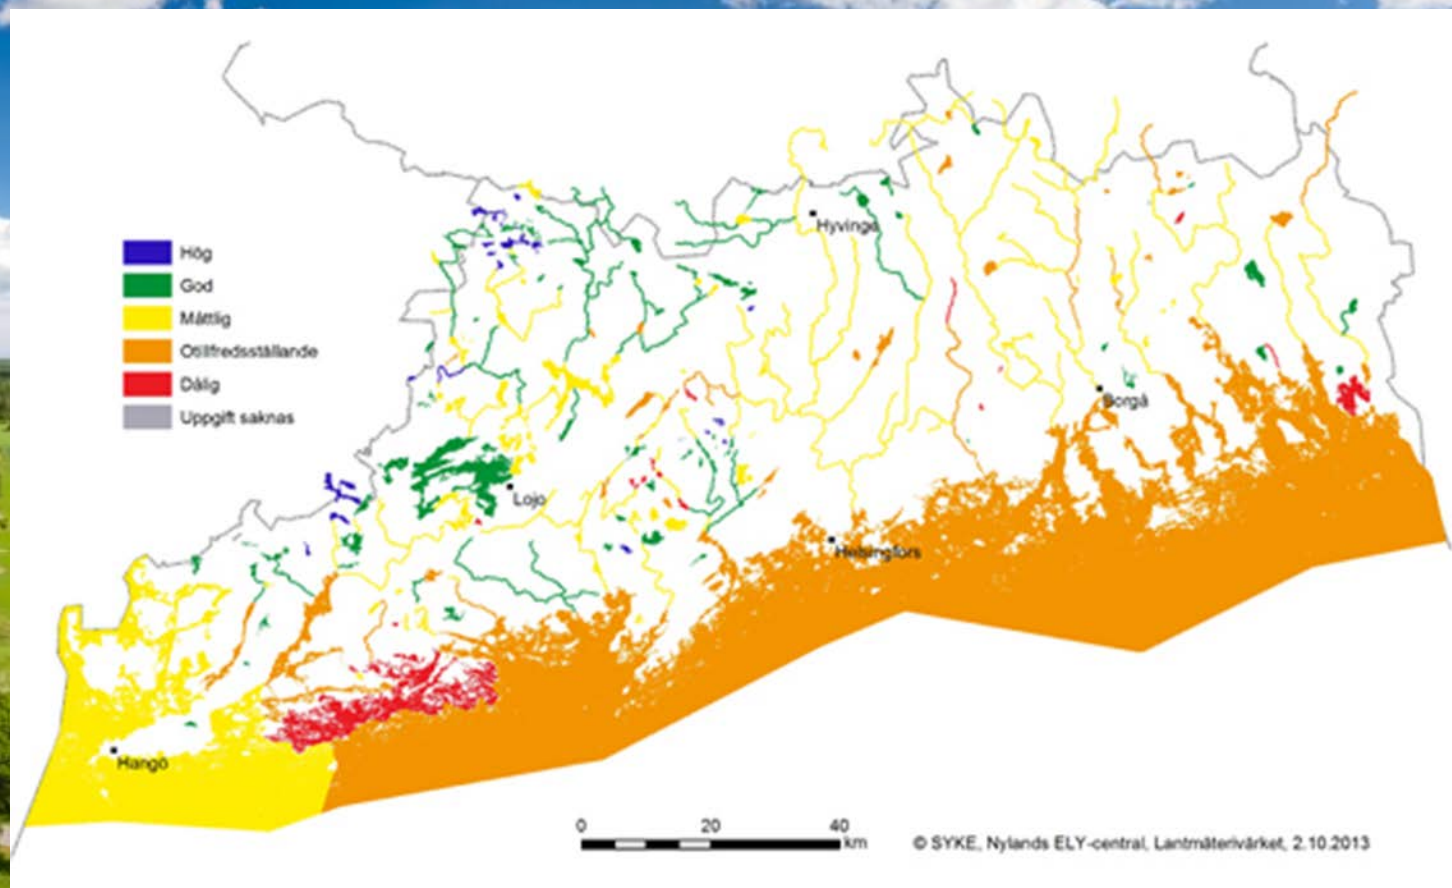 Hyvinge
Hög
God
Måttlig
Otillfredsställande
Dålig
Uppgift saknas
Borgå
Lojo
Helsingfors
Hangö
0 20 40
km
© SYKE, Nylands ELY-central, Lantmäterivärket, 2.10.2013